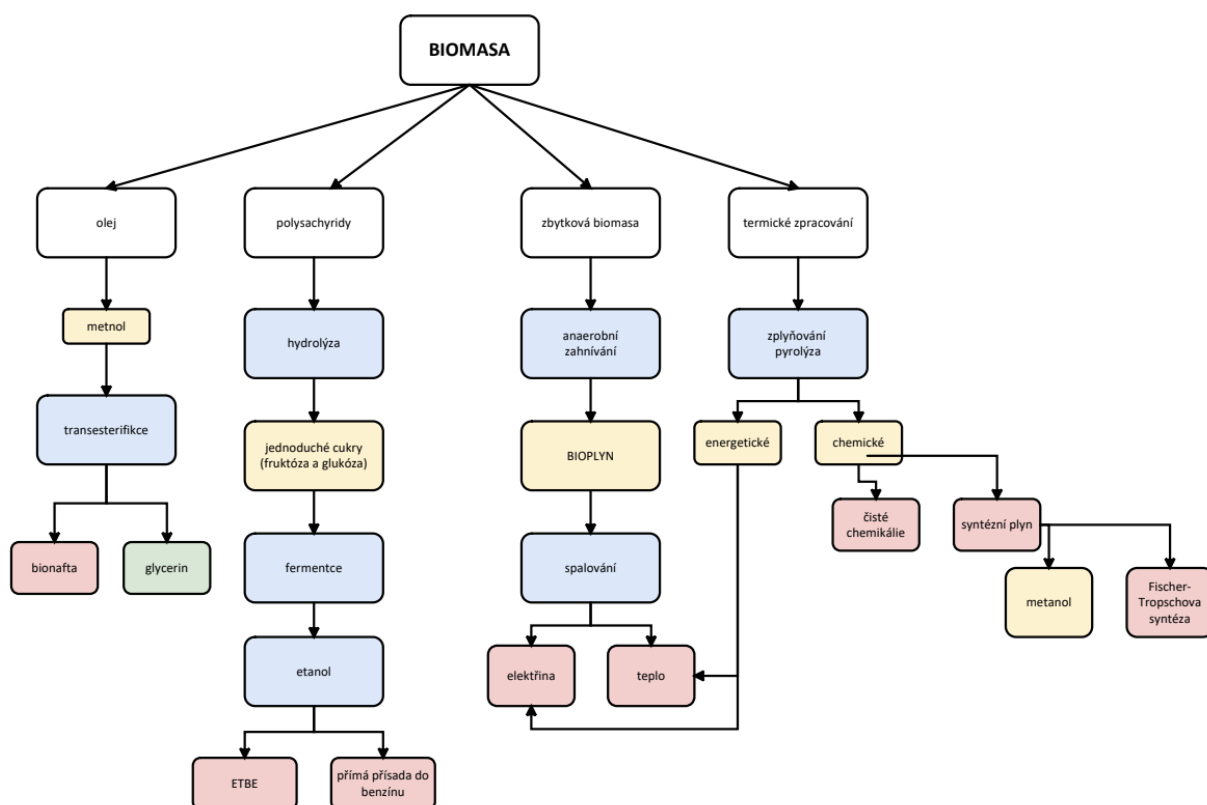 BIOMASA
olej
polysachyridy
zbytková biomasa
termické zpracování
metnol
hydrolýza
anaerobní
zahnívání
zplyňování
pyrolýza
transesterifikce
jednoduché cukry
(fruktóza a glukóza)
BIOPLYN
energetické
chemické
čisté
chemikálie
syntézní plyn
bionafta
glycerin
fermentce
spalování
metanol
Fischer-
Tropschova
syntéza
etanol
elektřina
teplo
ETBE
přímá přísada do
benzínu